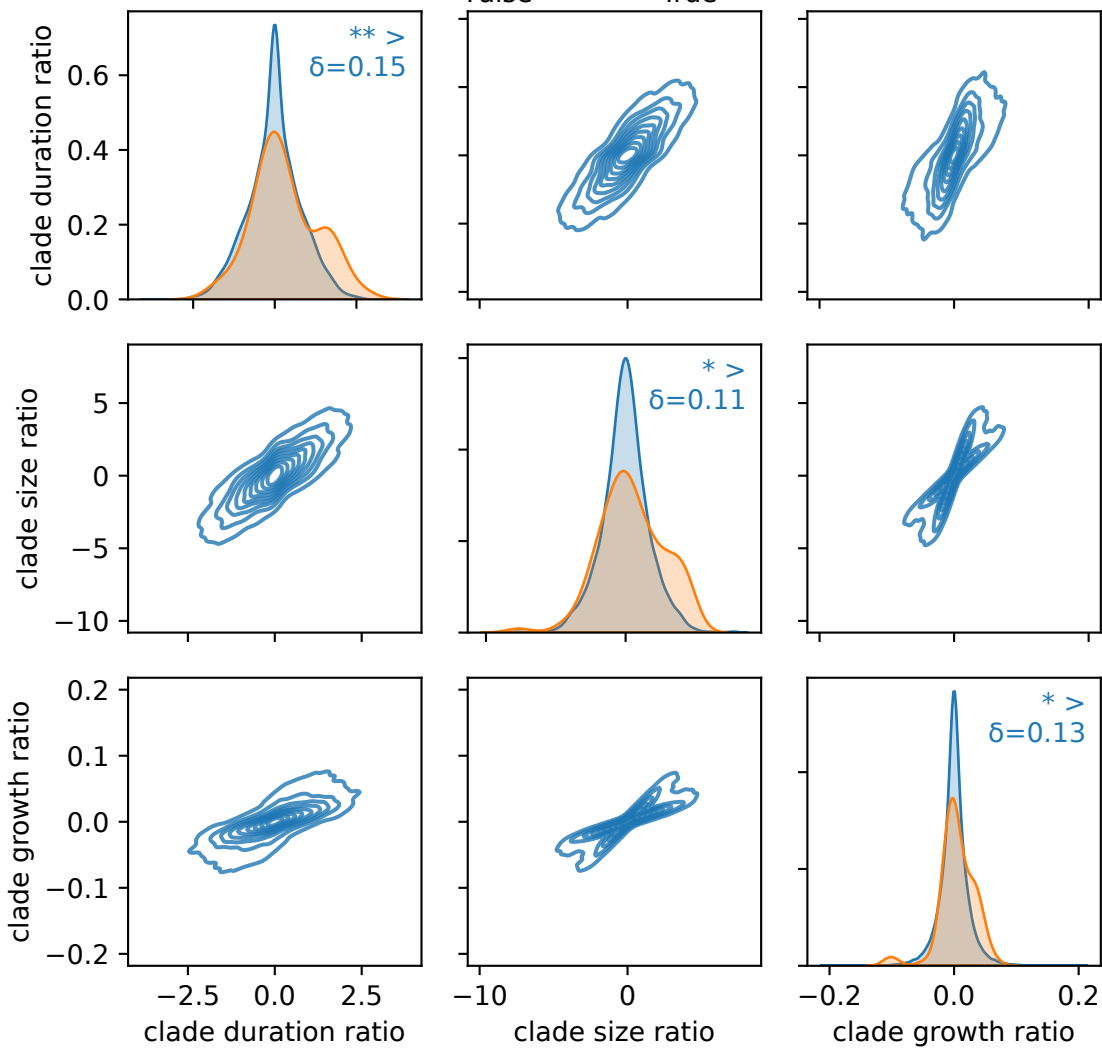 True
clade duration ratio
0.6
0.4
0.2
0.0
** >
δ=0.15
clade size ratio
5
0
−5
−10
* >
δ=0.11
clade growth ratio
0.2
0.1
0.0
−0.1
−0.2
* >
δ=0.13
−2.5
0.0
2.5
−10
0
−0.2
0.0
0.2
clade duration ratio
clade size ratio
clade growth ratio